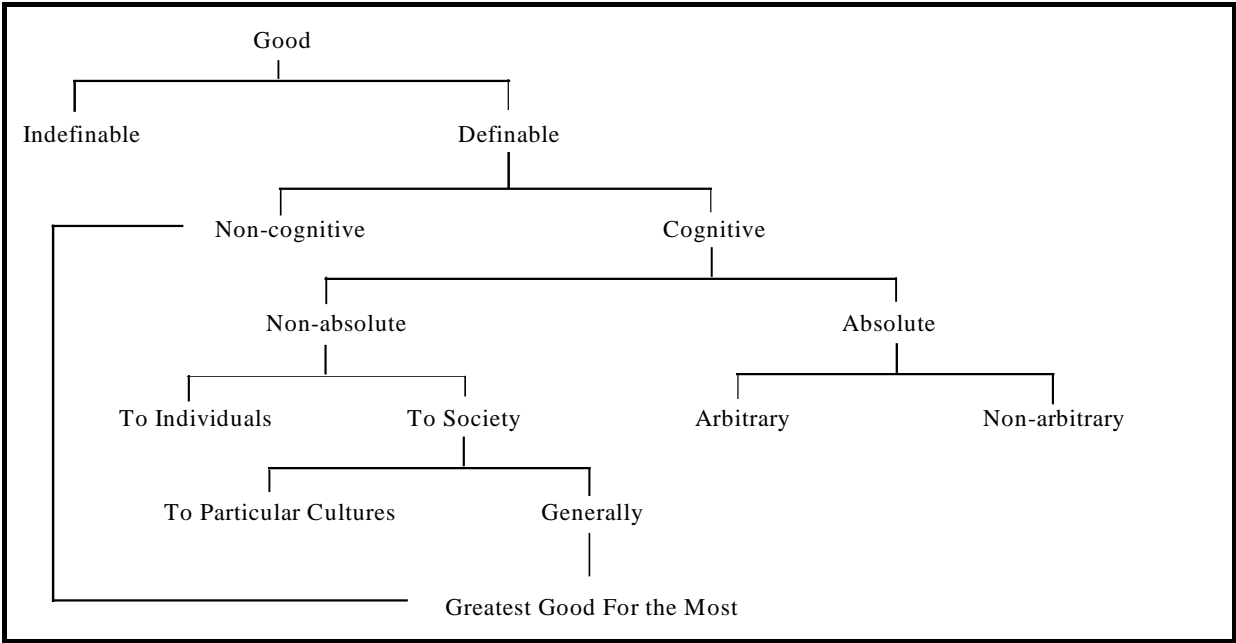 Good
Indefinable
Definable
Non-cognitive
Cognitive
Non-absolute
Absolute
To Individuals
To Society
Arbitrary
Non-arbitrary
To Particular Cultures
Generally
Greatest Good For the Most